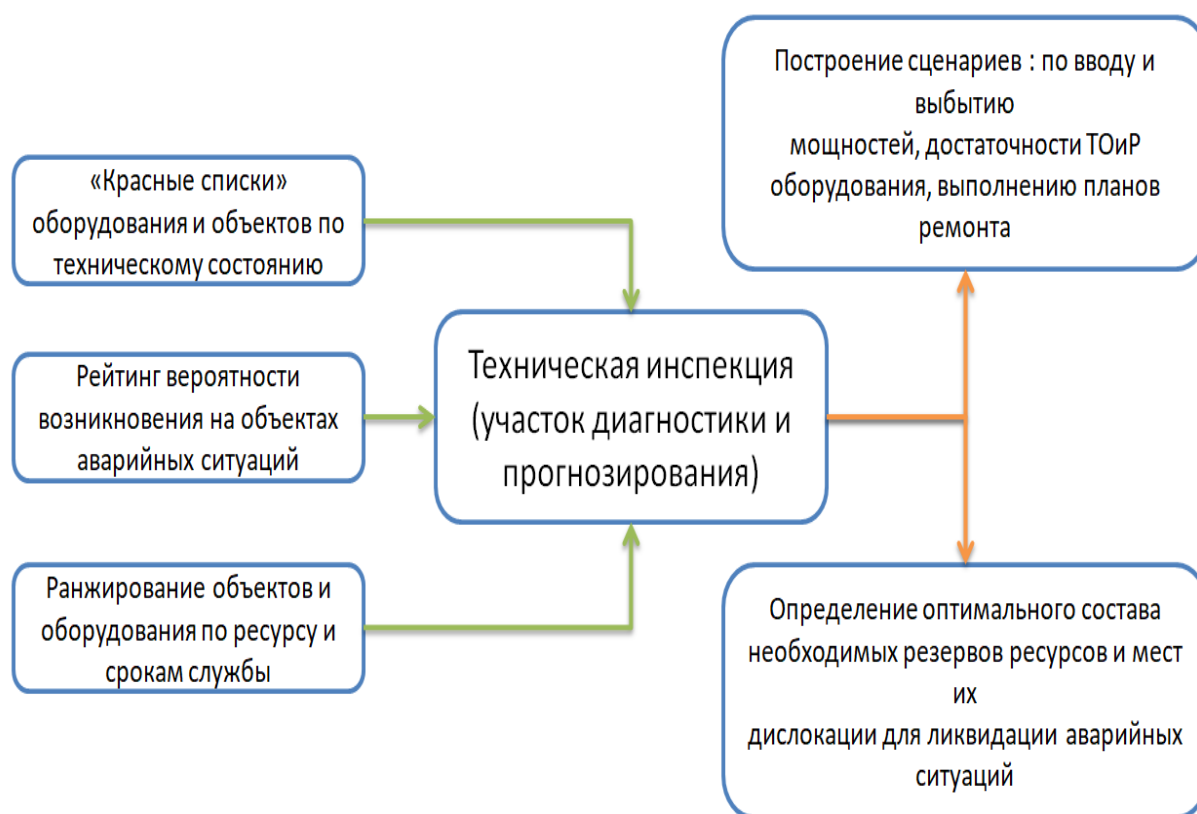 «Красные списки»
оборудования и объектов по
техническому состоянию
Рейтинг вероятности
возникновения на объектах
аварийных ситуаций
Ранжирование объектов и
оборудования по ресурсу и
срокам службы
Техническая инспекция
(участок диагностики и
прогнозирования)
Построение сценариев : по вводу и
выбытию
мощностей, достаточности ТОиР
оборудования, выполнению планов
ремонта
Определение оптимального состава
необходимых резервов ресурсов и мест
их
дислокации для ликвидации аварийных
ситуаций